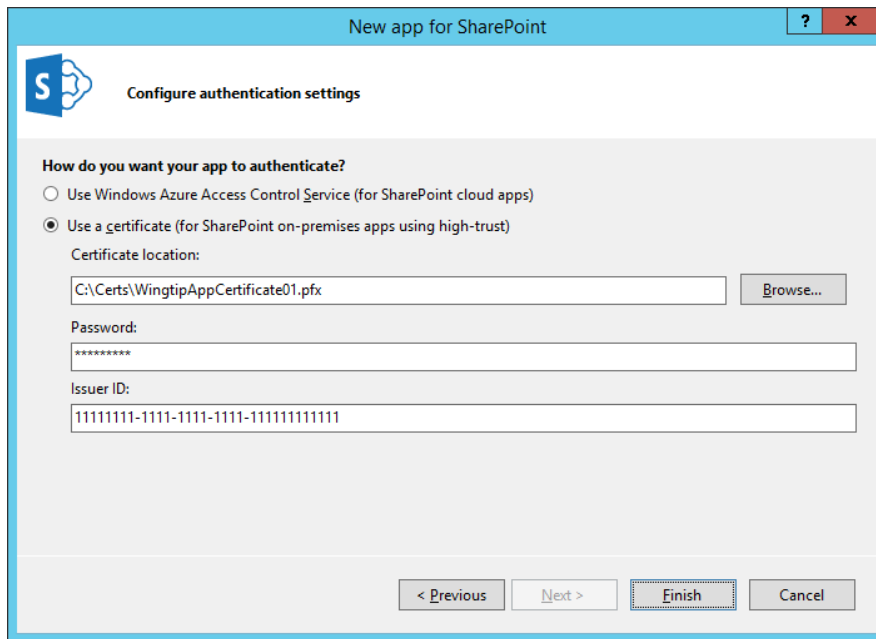 New app for SharePoint
?
x
S
Configure authentication settings
How do you want your app to authenticate?
Use Windows Azure Access Control Service (for SharePoint cloud apps)
Use a certificate (for SharePoint on-premises apps using high-trust)
Certificate location:
C:\Certs\WingtipAppCertificate01.pfx
Browse...
Password:
*********
Issuer ID:
11111111-1111-1111-1111-111111111111
< Previous
Next >
Finish
Cancel